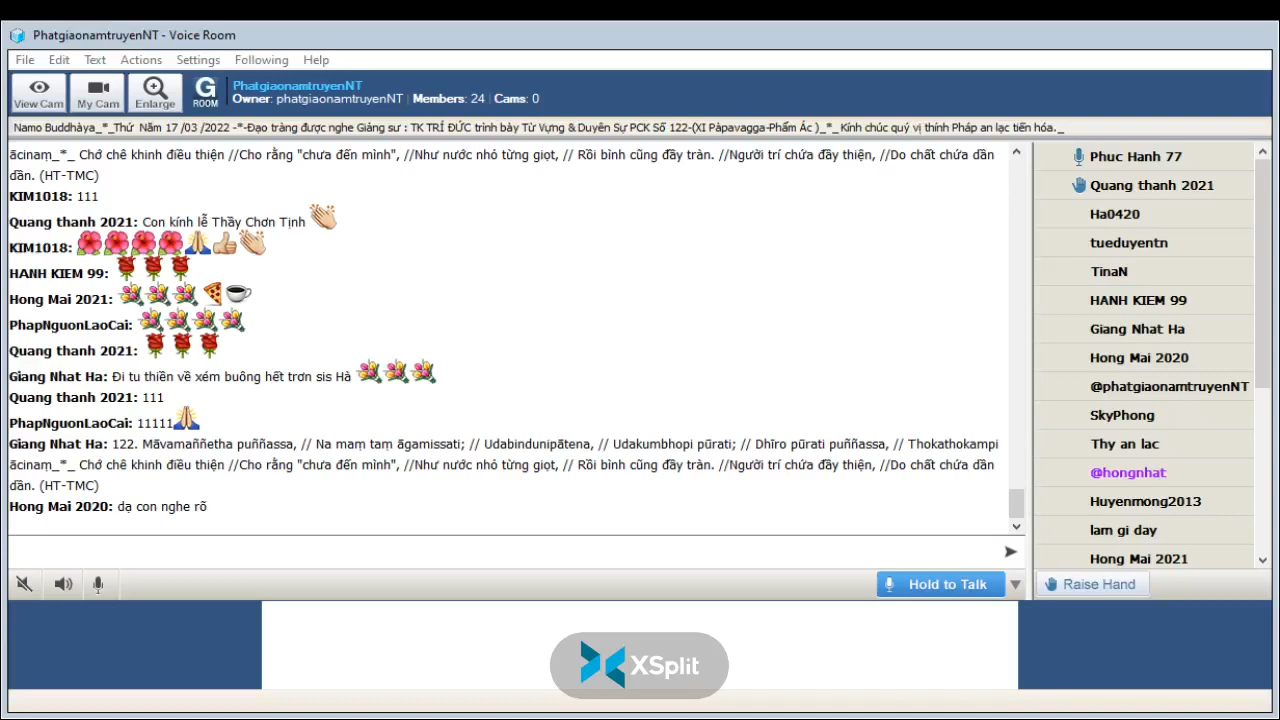 PhatgiaonamtruyenNT - Voice Room
File Edit Text Actions Settings Following Help
View Cam
My Cam
Enlarge
G ROOM
PhatgiaonamtruyenNT
Owner: phatgiaonamtruyenNT | Members: 24 | Cams: 0
Namo Buddhàya_*_Thứ Năm 17 /03 /2022 -*-Đạo tràng được nghe Giảng sư : TK TRÍ ĐỨC trình bày Từ Vựng & Duyên Sự PCK Số 122-(XI Pàpavagga-Phẩm Ác )_*_ Kính chúc quý vị thính Pháp an lạc tiến hóa._
ācinaṃ_*_ Chớ chê khinh điều thiện //Cho rằng "chưa đến mình", //Như nước nhỏ từng giọt, // Rồi bình cũng đầy tràn. //Người trí chứa đầy thiện, //Do chất chứa dần
dần. (HT-TMC)
KIM1018: 111
Quang thanh 2021: Con kính lễ Thầy Chơn Tịnh 👏
KIM1018: 🌺🌺🌺🌺🙏👍👏
HANH KIEM 99: 🌹🌹🌹
Hong Mai 2021: 💐💐💐🍕☕
PhapNguonLaoCai: 💐💐💐💐
Quang thanh 2021: 🌹🌹🌹
Giang Nhat Ha: Đi tu thiền về xém buông hết trơn sis Hà 💐💐💐
Quang thanh 2021: 111
PhapNguonLaoCai: 11111🙏
Giang Nhat Ha: 122. Māvamaññetha puññassa, // Na maṃ taṃ āgamissati; // Udabindunipātena, // Udakumbhopi pūrati; // Dhīro pūrati puññassa, // Thokathokampi
ācinaṃ_*_ Chớ chê khinh điều thiện //Cho rằng "chưa đến mình", //Như nước nhỏ từng giọt, // Rồi bình cũng đầy tràn. //Người trí chứa đầy thiện, //Do chất chứa dần
dần. (HT-TMC)
Hong Mai 2020: dạ con nghe rõ
Phuc Hanh 77
Quang thanh 2021
Ha0420
tueduyentn
TinaN
HANH KIEM 99
Giang Nhat Ha
Hong Mai 2020
@phatgiaonamtruyenNT
SkyPhong
Thy an lac
@hongnhat
Huyenmong2013
lam gi day
Hong Mai 2021
Hold to Talk
Raise Hand
XSplit